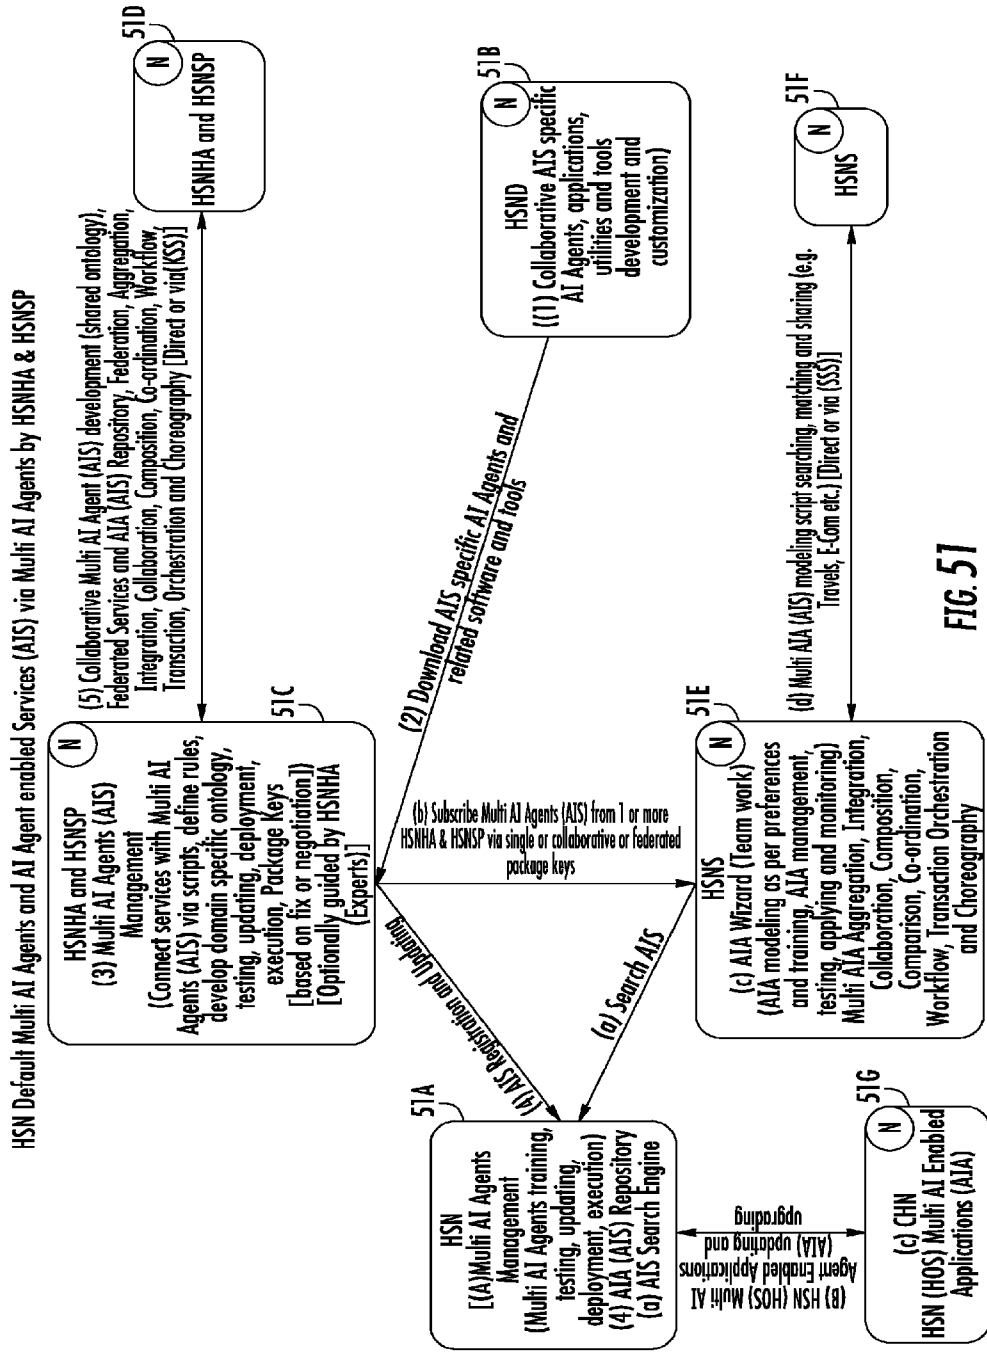 HSN Default Multi AI Agents and AI Agent enabled Services (AIS) via Multi AI Agents by HSNHA & HSNSP
51A
HSN
[(A)Multi AI Agents
Management
(Multi AI Agents training,
testing, updating,
deployment, execution)
(4) AIA (AIS) Repository
(a) AIS Search Engine
(4) AIS Registration and Updating
51C
N
HSNHA and HSNSP
(3) Multi AI Agents (AIS)
Management
(Connect services with Multi AI
Agents (AIS) via scripts, define rules,
develop domain specific ontology,
testing, updating, deployment,
execution, Package Keys
[based on fix or negotiation])
[Optionally guided by HSNHA
(Experts)]
(5) Collaborative Multi AI Agent (AIS) development (shared ontology),
Federated Services and AIA (AIS) Repository, Federation, Aggregation,
Integration, Collaboration, Composition, Co-ordination, Workflow,
Transaction, Orchestration and Choreography [Direct or via(KSS)]
51D
N
HSNHA and HSNSP
(2) Download AIS specific AI Agents and
related software and tools
51B
N
HSND
((1) Collaborative AIS specific
AI Agents, applications,
utilities and tools
development and
customization)
(b) Subscribe Multi AI Agents (AIS) from 1 or more
HSNHA & HSNSP via single or collaborative or federated
package keys
(a) Search AIS
(B) HSN (HOS) Multi AI
Agent Enabled Applications
(AIA) updating and
upgrading
51G
N
(c) CHN
HSN (HOS) Multi AI Enabled
Applications (AIA)
51E
N
HSNS
(c) AIA Wizard (Team work)
(AIA modeling as per preferences
and training, AIA management,
testing, applying and monitoring)
Multi AIA Aggregation, Integration,
Collaboration, Composition,
Comparison, Co-ordination,
Workflow, Transaction Orchestration
and Choreography
(d) Multi AIA (AIS) modeling script searching, matching and sharing (e.g.
Travels, E-Com etc.) [Direct or via (SSS)]
51F
N
HSNS
FIG. 51